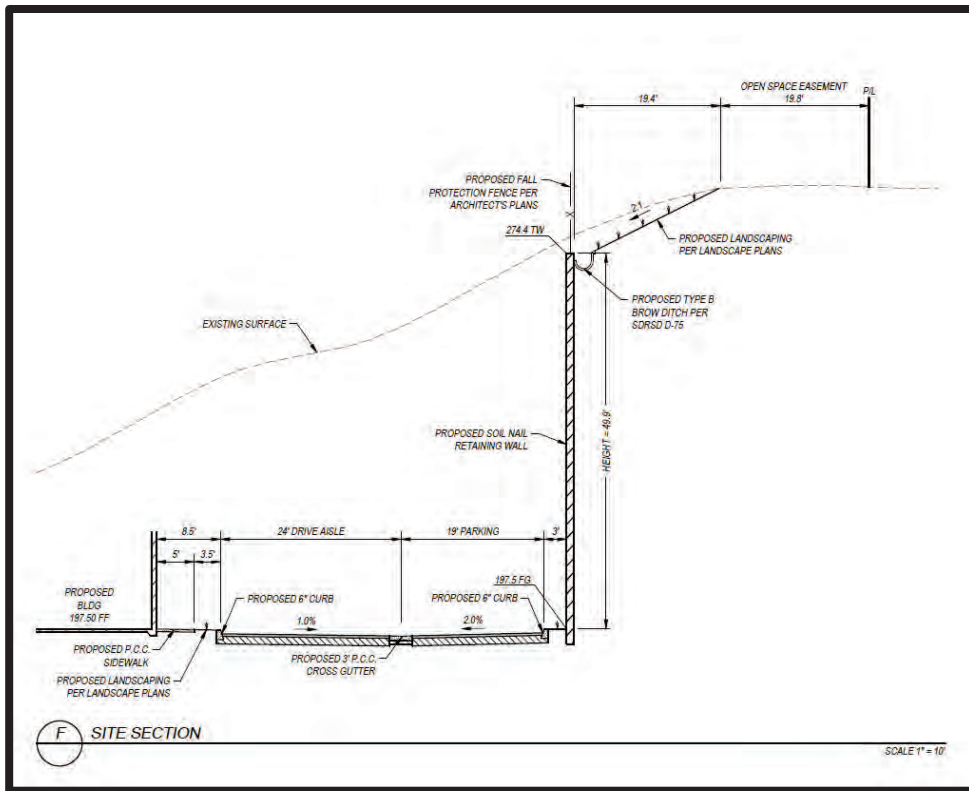 OPEN SPACE EASEMENT
P/L
19.4'
19.8'
PROPOSED FALL
PROTECTION FENCE PER
ARCHITECT'S PLANS
X
2:1
274.4 TW
PROPOSED LANDSCAPING
PER LANDSCAPE PLANS
PROPOSED TYPE B
BROW DITCH PER
SDRSD D-75
EXISTING SURFACE
PROPOSED SOIL NAIL
RETAINING WALL
HEIGHT = 49.9'
8.5'
24' DRIVE AISLE
19' PARKING
3'
5'
3.5'
197.5 FG
PROPOSED
BLDG
197.50 FF
PROPOSED 6" CURB
PROPOSED 6" CURB
1.0%
2.0%
PROPOSED P.C.C.
SIDEWALK
PROPOSED 3' P.C.C.
CROSS GUTTER
PROPOSED LANDSCAPING
PER LANDSCAPE PLANS
F
SITE SECTION
SCALE 1" = 10'